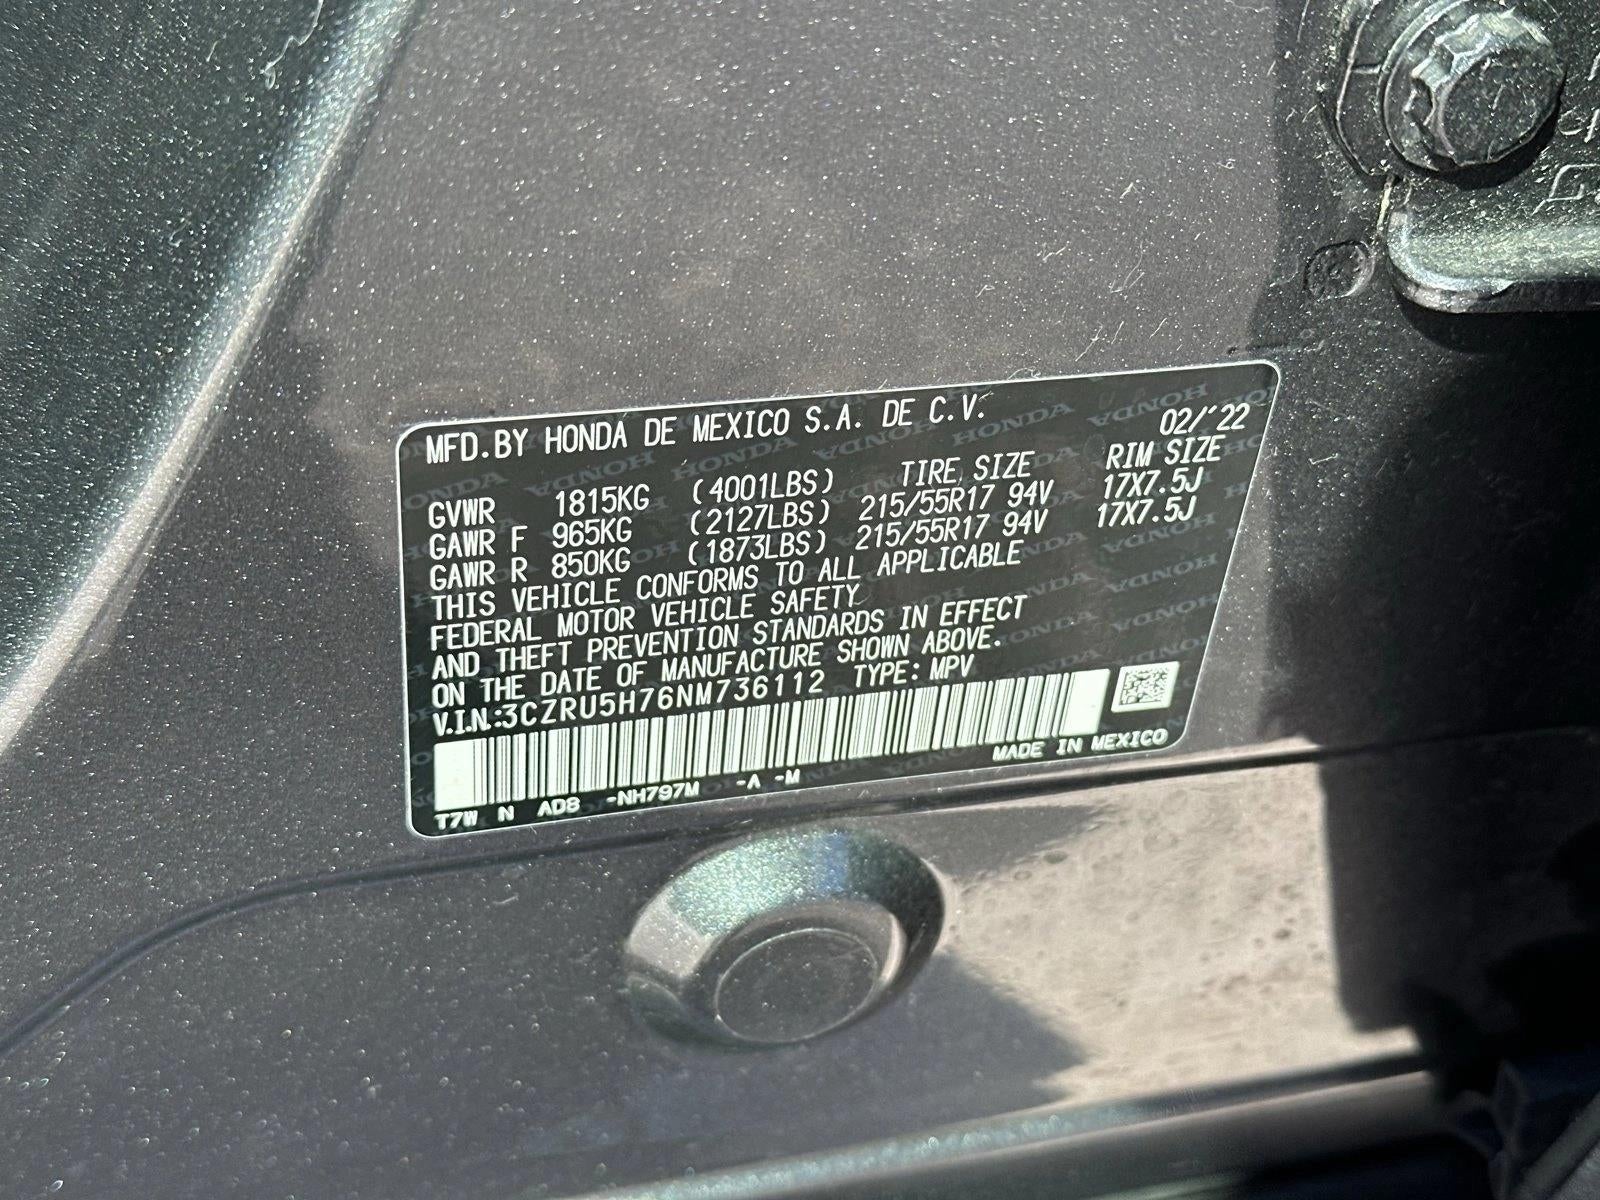 MFD.BY HONDA DE MEXICO S.A. DE C.V. 02/'22
GVWR 1815KG (4001LBS) TIRE SIZE RIM SIZE
GAWR F 965KG (2127LBS) 215/55R17 94V 17X7.5J
GAWR R 850KG (1873LBS) 215/55R17 94V 17X7.5J
THIS VEHICLE CONFORMS TO ALL APPLICABLE
FEDERAL MOTOR VEHICLE SAFETY
AND THEFT PREVENTION STANDARDS IN EFFECT
ON THE DATE OF MANUFACTURE SHOWN ABOVE.
V.I.N.:3CZRU5H76NM736112 TYPE: MPV
MADE IN MEXICO
T7W N AD8 -NH797M -A -M